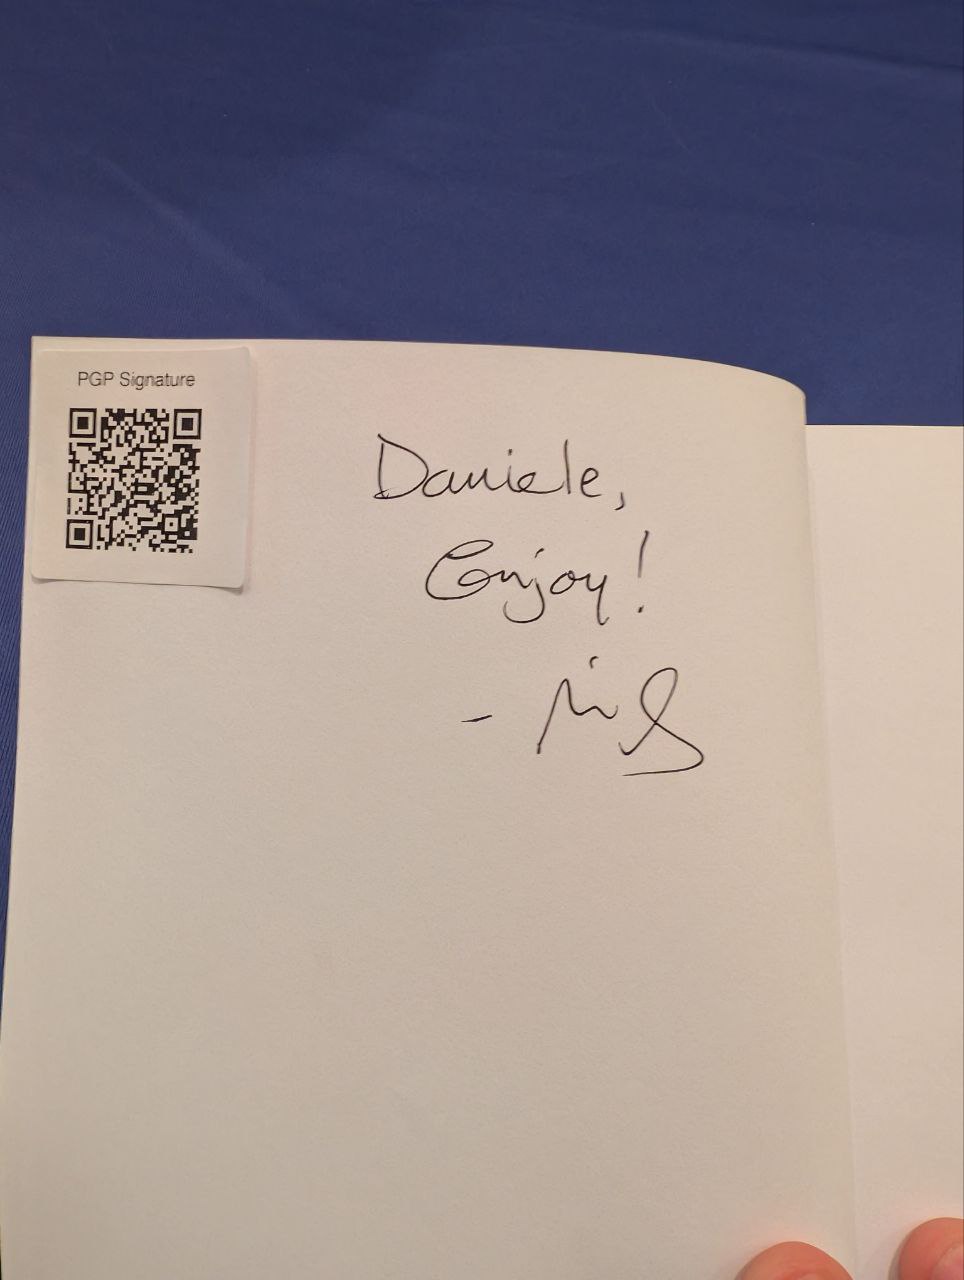 PGP Signature
Daniele,
Enjoy!